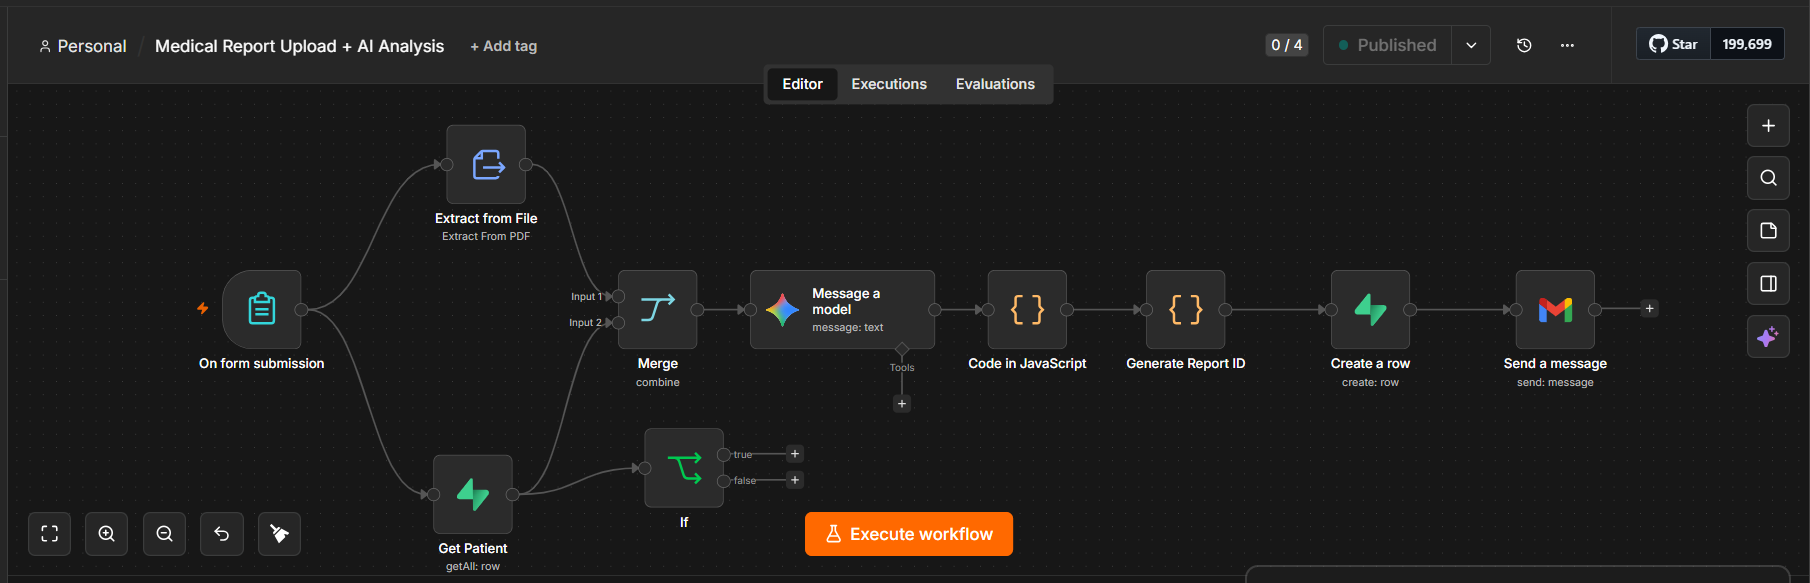 Personal / Medical Report Upload + AI Analysis + Add tag
0 / 4 Published Star 199,699
Editor Executions Evaluations
Extract from File
Extract From PDF
On form submission
Input 1
Input 2
Merge
combine
Message a
model
message: text
Tools
Code in JavaScript
Generate Report ID
Create a row
create: row
Send a message
send: message
true
false
If
Get Patient
getAll: row
Execute workflow